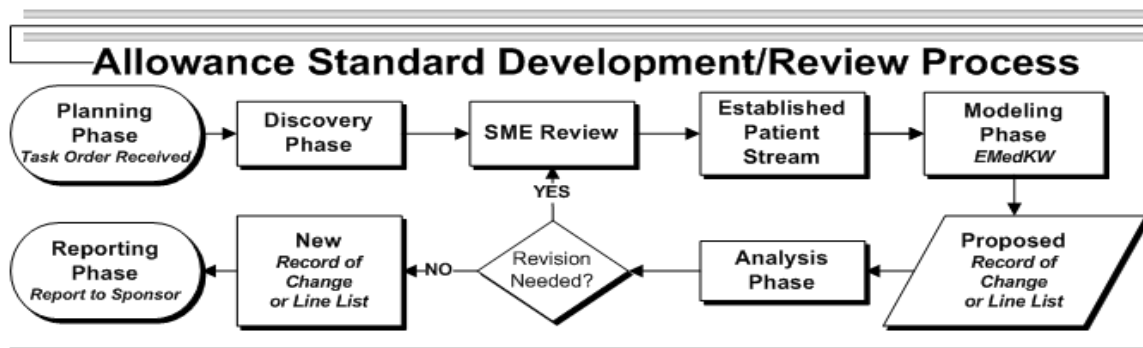 Allowance Standard Development/Review Process
Planning
Phase
Task Order Received
Discovery
Phase
SME Review
Established
Patient
Stream
Modeling
Phase
EMedKW
YES
Reporting
Phase
Report to Sponsor
New
Record of
Change
or Line List
NO
Revision
Needed?
Analysis
Phase
Proposed
Record of
Change
or Line List